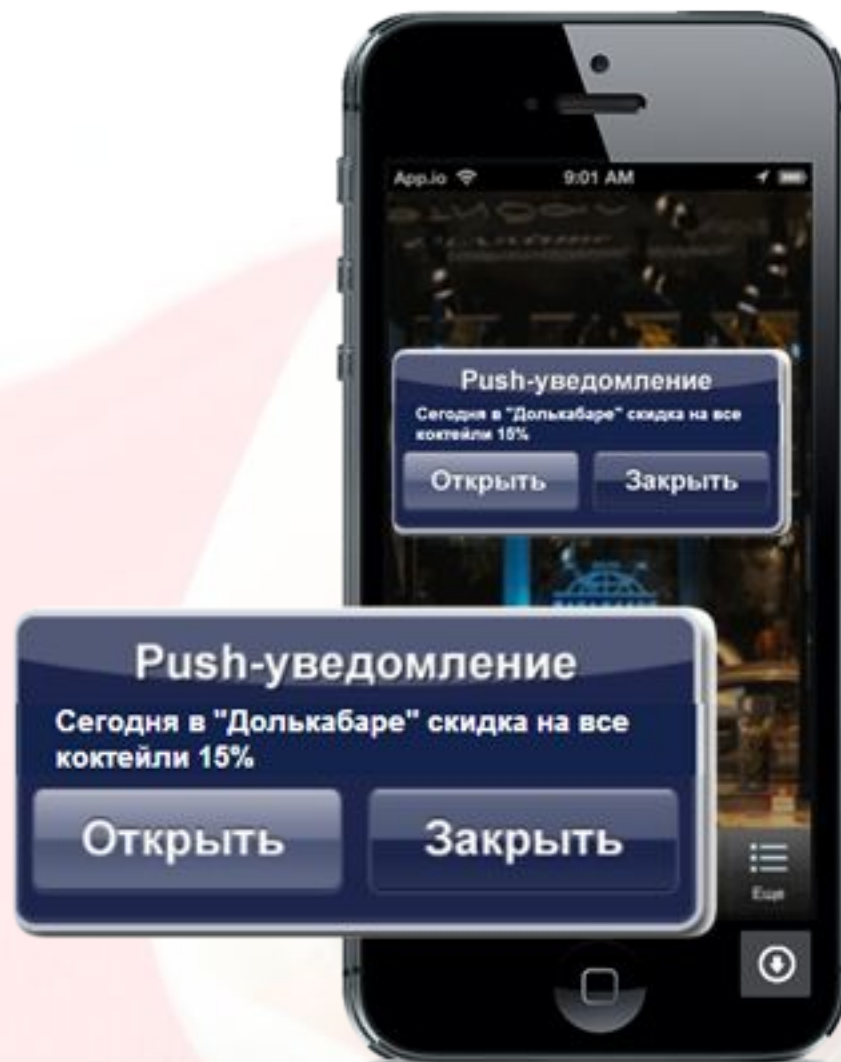 App.io
9:01 AM
Push-уведомление
Сегодня в "Долькабаре" скидка на все
коктейли 15%
Открыть
Закрыть
Push-уведомление
Сегодня в "Долькабаре" скидка на все
коктейли 15%
Открыть
Закрыть
Еще